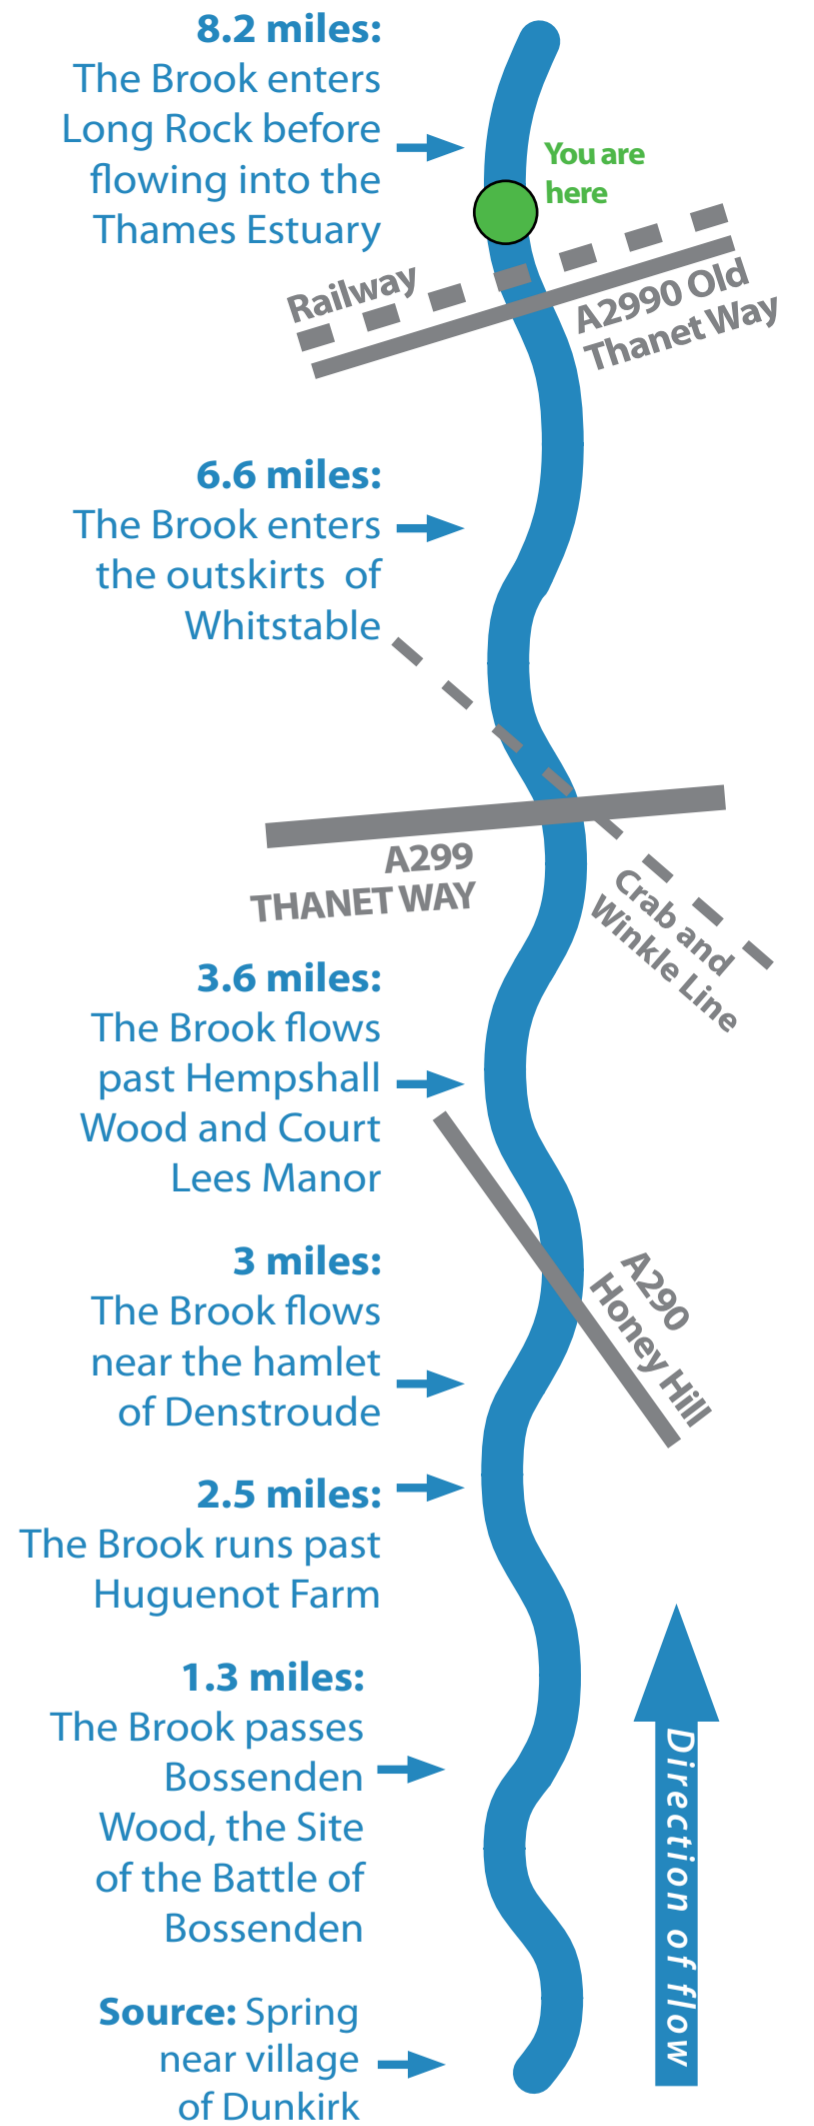 8.2 miles:
The Brook enters
Long Rock before
flowing into the
Thames Estuary
You are
here
Railway
A2990 Old
Thanet Way
6.6 miles:
The Brook enters
the outskirts of
Whitstable
A299
THANET WAY
Crab and
Winkle Line
3.6 miles:
The Brook flows
past Hempshall
Wood and Court
Lees Manor
A290
Honey Hill
3 miles:
The Brook flows
near the hamlet
of Denstroude
2.5 miles:
The Brook runs past
Huguenot Farm
1.3 miles:
The Brook passes
Bossenden
Wood, the Site
of the Battle of
Bossenden
Direction of flow
Source: Spring
near village
of Dunkirk